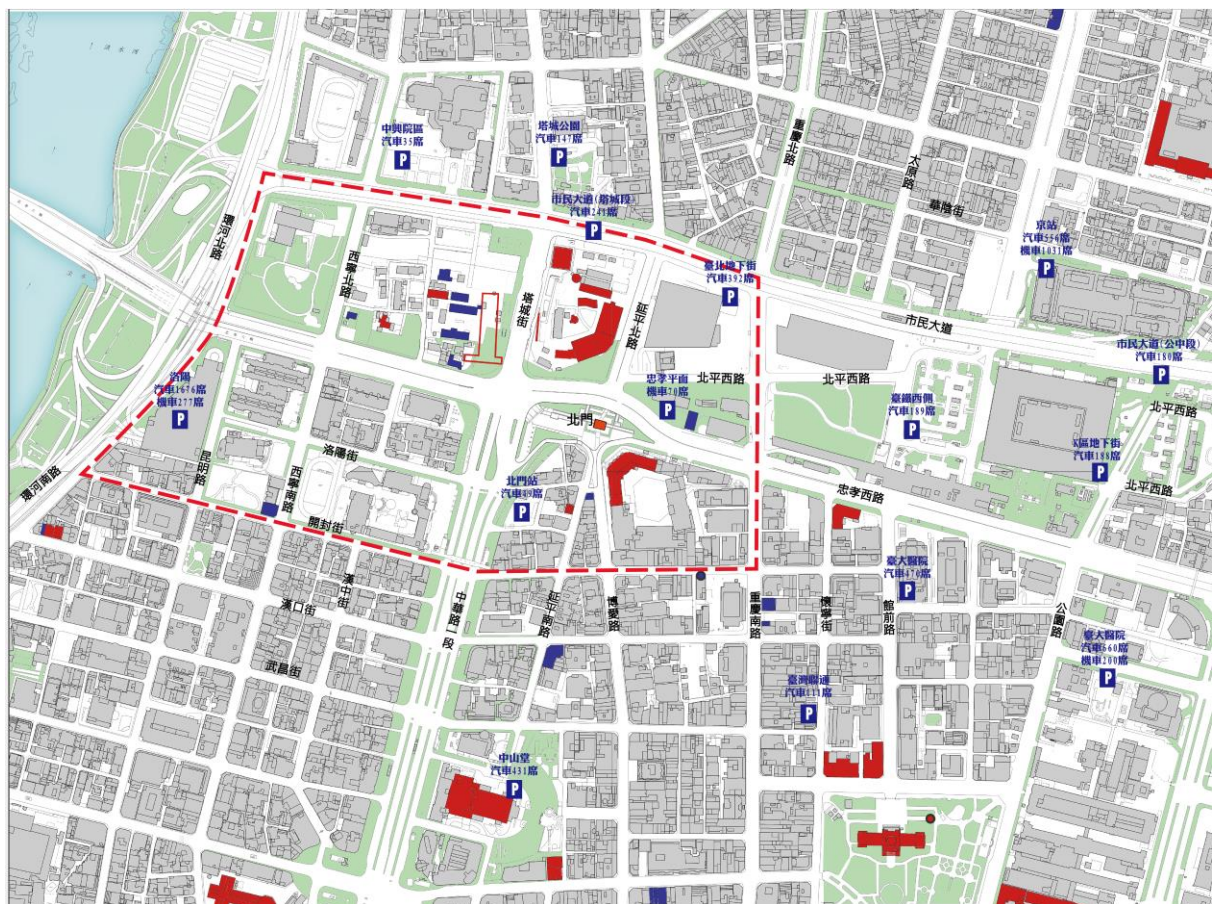 淡水河
中興院區
汽車35席
P
塔城公園
汽車147席
P
重慶北路
太原路
華陰街
市民大道(塔城段)
汽車241席
P
京站
汽車556席
機車1031席
P
環河北路
西寧北路
塔城街
延平北路
臺北地下街
汽車392席
P
市民大道
市民大道(公中段)
汽車180席
P
洛陽
汽車1676席
機車277席
P
北門
忠孝平面
機車70席
P
北平西路
北平西路
臺鐵西側
汽車189席
P
北平西路
K區地下街
汽車188席
P
北平西路
環河南路
昆明路
西寧南路
洛陽街
開封街
北門站
汽車49席
P
忠孝西路
漢中街
漢口街
武昌街
中華路一段
延平南路
博愛路
重慶南路
懷寧街
館前路
臺大醫院
汽車470席
P
公園路
臺大醫院
汽車660席
機車200席
P
臺灣聯通
汽車111席
P
中山堂
汽車431席
P